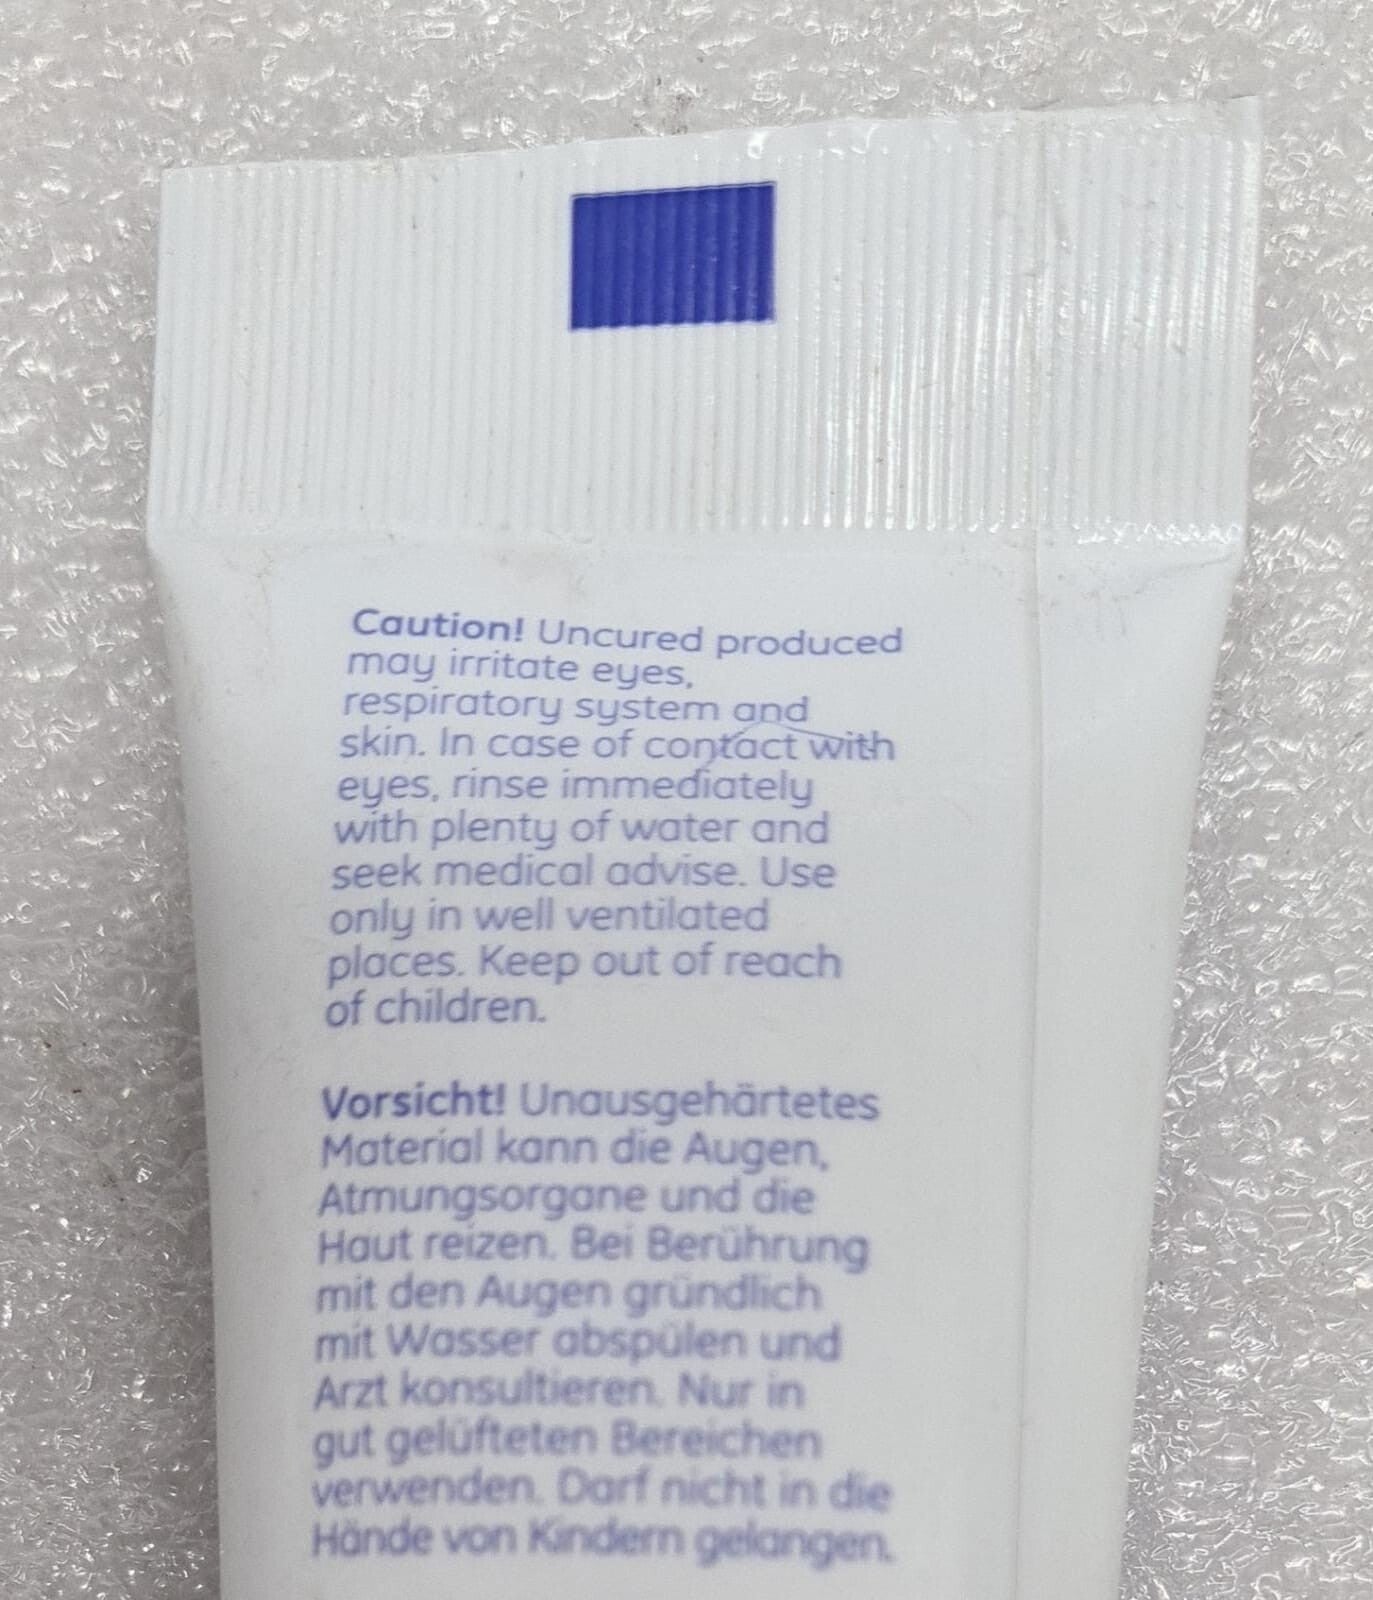 Caution! Uncured produced
may irritate eyes,
respiratory system and
skin. In case of contact with
eyes, rinse immediately
with plenty of water and
seek medical advise. Use
only in well ventilated
places. Keep out of reach
of children.
Vorsicht! Unausgehärtetes
Material kann die Augen,
Atmungsorgane und die
Haut reizen. Bei Berührung
mit den Augen gründlich
mit Wasser abspülen und
Arzt konsultieren. Nur in
gut gelüfteten Bereichen
verwenden. Darf nicht in die
Hände von Kindern gelangen.